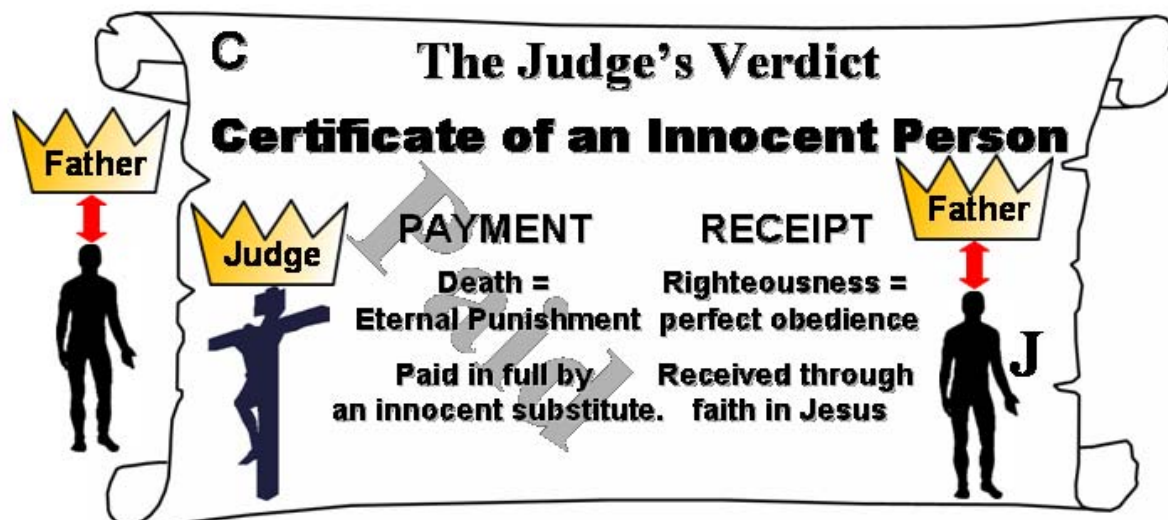 C
The Judge's Verdict
Certificate of an Innocent Person
Father
Father
Judge
Paid
PAYMENT
Death =
Eternal Punishment
Paid in full by
an innocent substitute.
RECEIPT
Righteousness =
perfect obedience
Received through
faith in Jesus
J